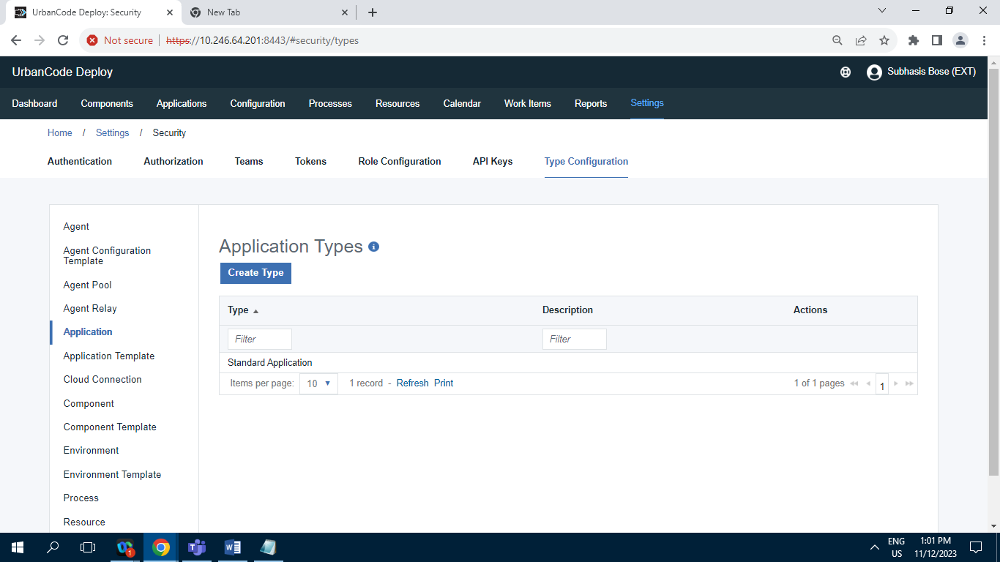 UrbanCode Deploy: Security
New Tab
Not secure
https://10.246.64.201:8443/#security/types
UrbanCode Deploy
Subhasis Bose (EXT)
Dashboard Components Applications Configuration Processes Resources Calendar Work Items Reports Settings
Home / Settings / Security
Authentication Authorization Teams Tokens Role Configuration API Keys Type Configuration
Agent
Agent Configuration
Template
Agent Pool
Agent Relay
Application
Application Template
Cloud Connection
Component
Component Template
Environment
Environment Template
Process
Resource
Application Types
Create Type
Type Description Actions
Filter Filter
Standard Application
Items per page: 10 1 record - Refresh Print 1 of 1 pages 1
1
ENG
US
1:01 PM
11/12/2023